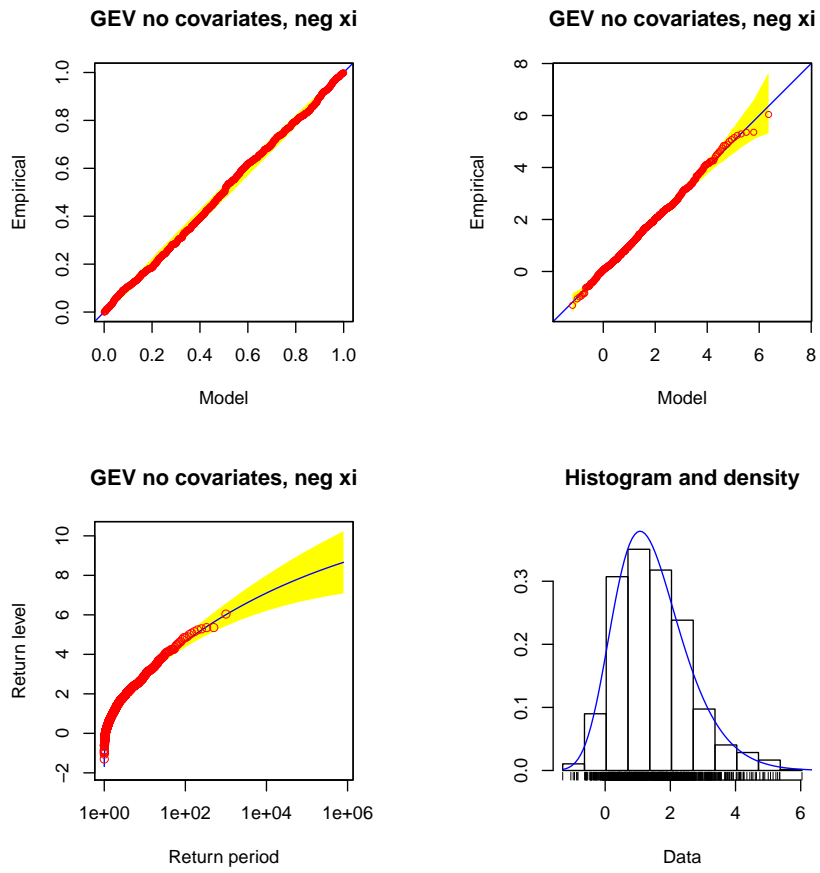 GEV no covariates, neg xi
1.0
0.8
0.6
0.4
0.2
0.0
Empirical
0.0 0.2 0.4 0.6 0.8 1.0
Model
GEV no covariates, neg xi
8
6
4
2
0
Empirical
0 2 4 6 8
Model
GEV no covariates, neg xi
10
8
6
4
2
0
−2
Return level
1e+00 1e+02 1e+04 1e+06
Return period
Histogram and density
0.3
0.2
0.1
0.0
0 2 4 6
Data